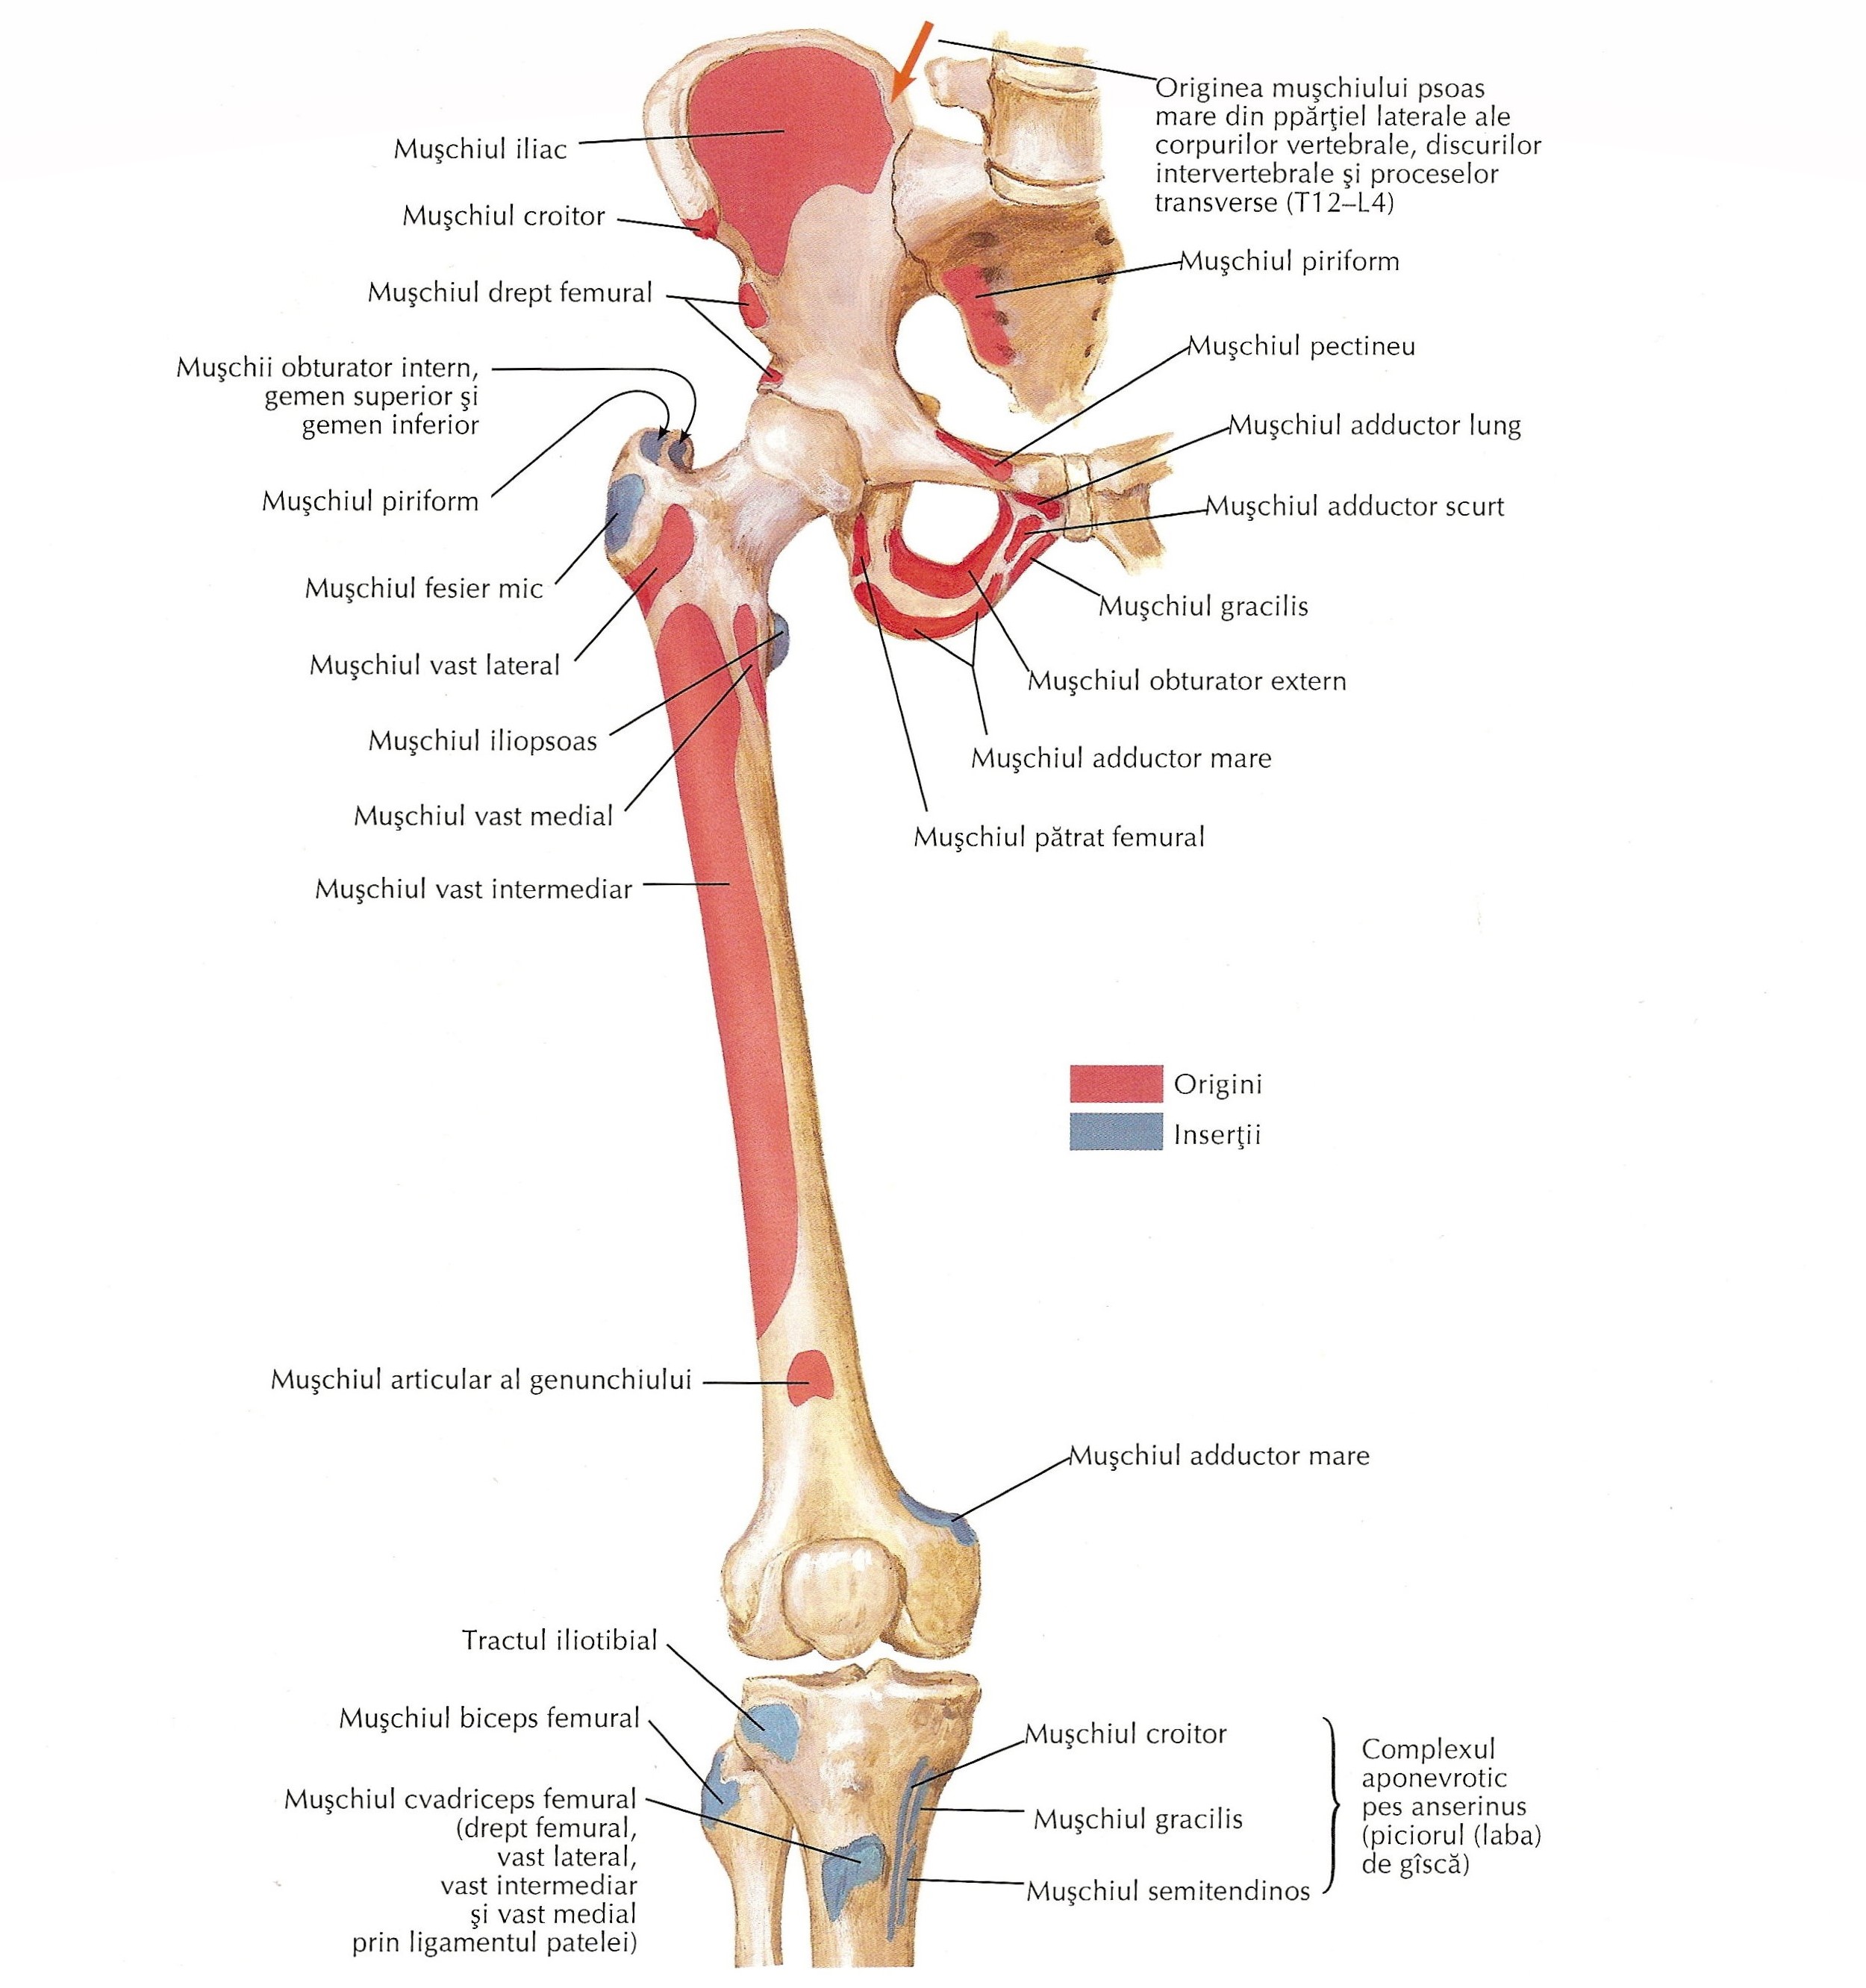 Originea muşchiului psoas
mare din ppărţiel laterale ale
corpurilor vertebrale, discurilor
intervertebrale şi proceselor
transverse (T12–L4)
Muşchiul iliac
Muşchiul croitor
Muşchiul drept femural
Muşchii obturator intern,
gemen superior şi
gemen inferior
Muşchiul piriform
Muşchiul fesier mic
Muşchiul vast lateral
Muşchiul iliopsoas
Muşchiul vast medial
Muşchiul vast intermediar
Muşchiul piriform
Muşchiul pectineu
Muşchiul adductor lung
Muşchiul adductor scurt
Muşchiul gracilis
Muşchiul obturator extern
Muşchiul adductor mare
Muşchiul pătrat femural
Origini
Inserţii
Muşchiul articular al genunchiului
Muşchiul adductor mare
Tractul iliotibial
Muşchiul biceps femural
Muşchiul cvadriceps femural
(drept femural,
vast lateral,
vast intermediar
şi vast medial
prin ligamentul patelei)
Muşchiul croitor
Muşchiul gracilis
Muşchiul semitendinos
Complexul
aponevrotic
pes anserinus
(piciorul (laba)
de gîscă)